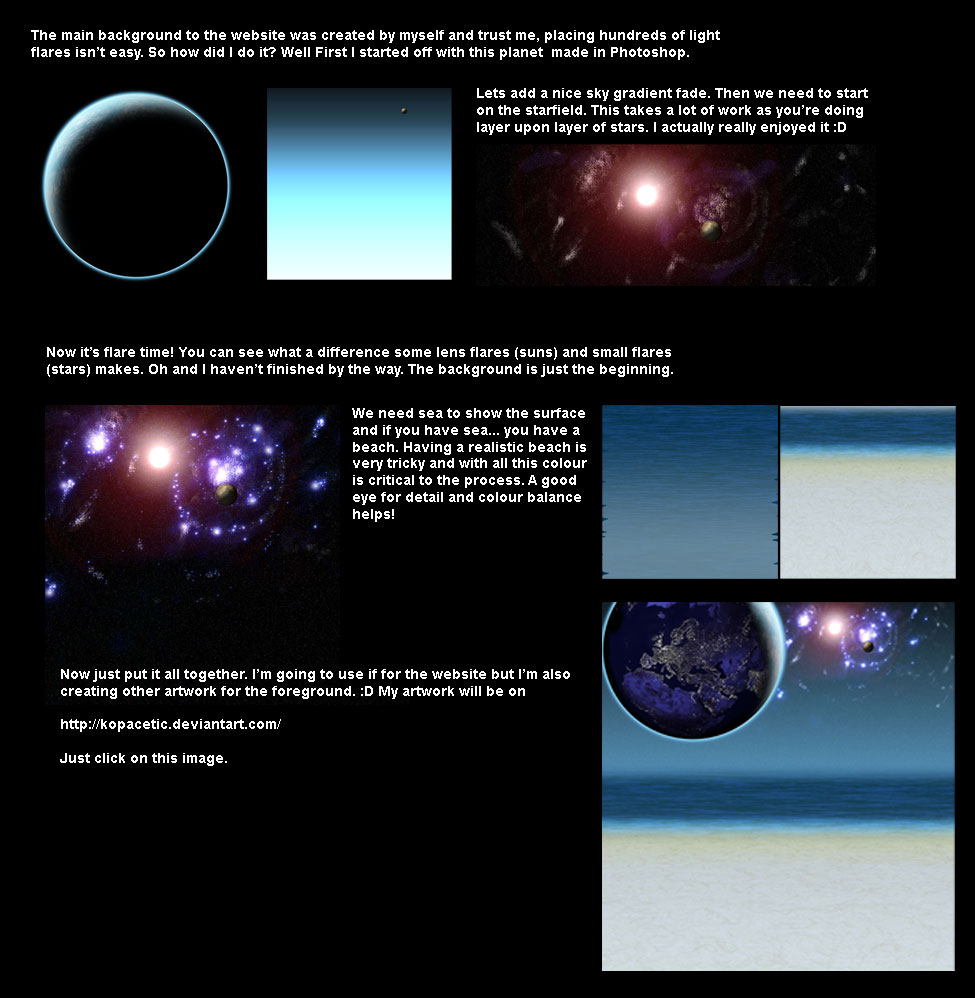 The main background to the website was created by myself and trust me, placing hundreds of light
flares isn't easy. So how did I do it? Well First I started off with this planet  made in Photoshop.
Lets add a nice sky gradient fade. Then we need to start
on the starfield. This takes a lot of work as you're doing
layer upon layer of stars. I actually really enjoyed it :D
Now it's flare time! You can see what a difference some lens flares (suns) and small flares
(stars) makes. Oh and I haven't finished by the way. The background is just the beginning.
We need sea to show the surface
and if you have sea... you have a
beach. Having a realistic beach is
very tricky and with all this colour
is critical to the process. A good
eye for detail and colour balance
helps!
Now just put it all together. I'm going to use if for the website but I'm also
creating other artwork for the foreground. :D My artwork will be on
http://kopacetic.deviantart.com/
Just click on this image.